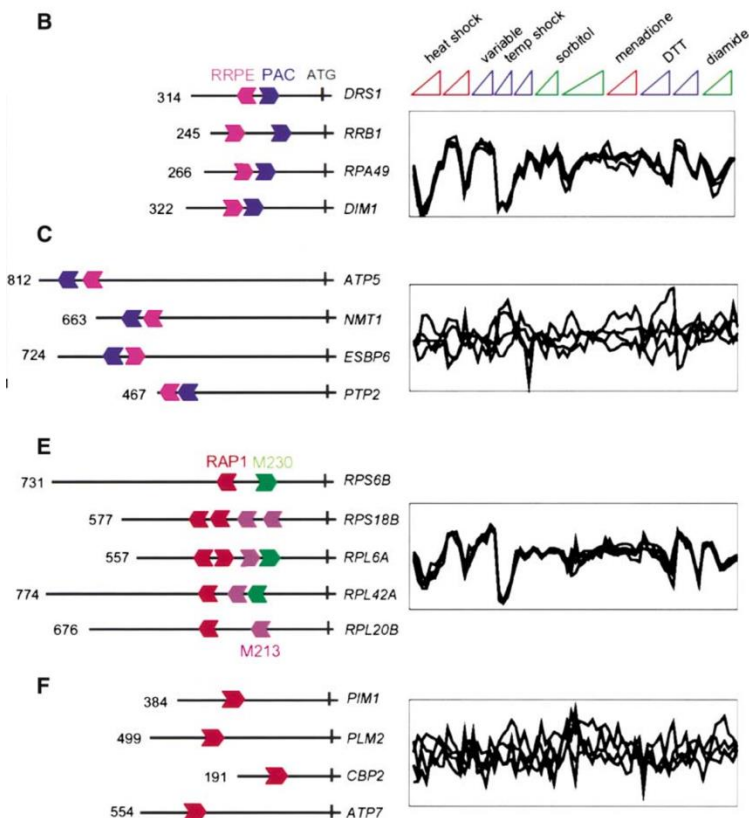 B
heat shock
variable
temp shock
sorbitol
menadione
DTT
diamide
RRPE PAC ATG
314 DRS1
245 RRB1
266 RPA49
322 DIM1
C
812 ATP5
663 NMT1
724 ESBP6
467 PTP2
E
RAP1 M230
731 RPS6B
577 RPS18B
557 RPL6A
774 RPL42A
676 RPL20B
M213
F
384 PIM1
499 PLM2
191 CBP2
554 ATP7